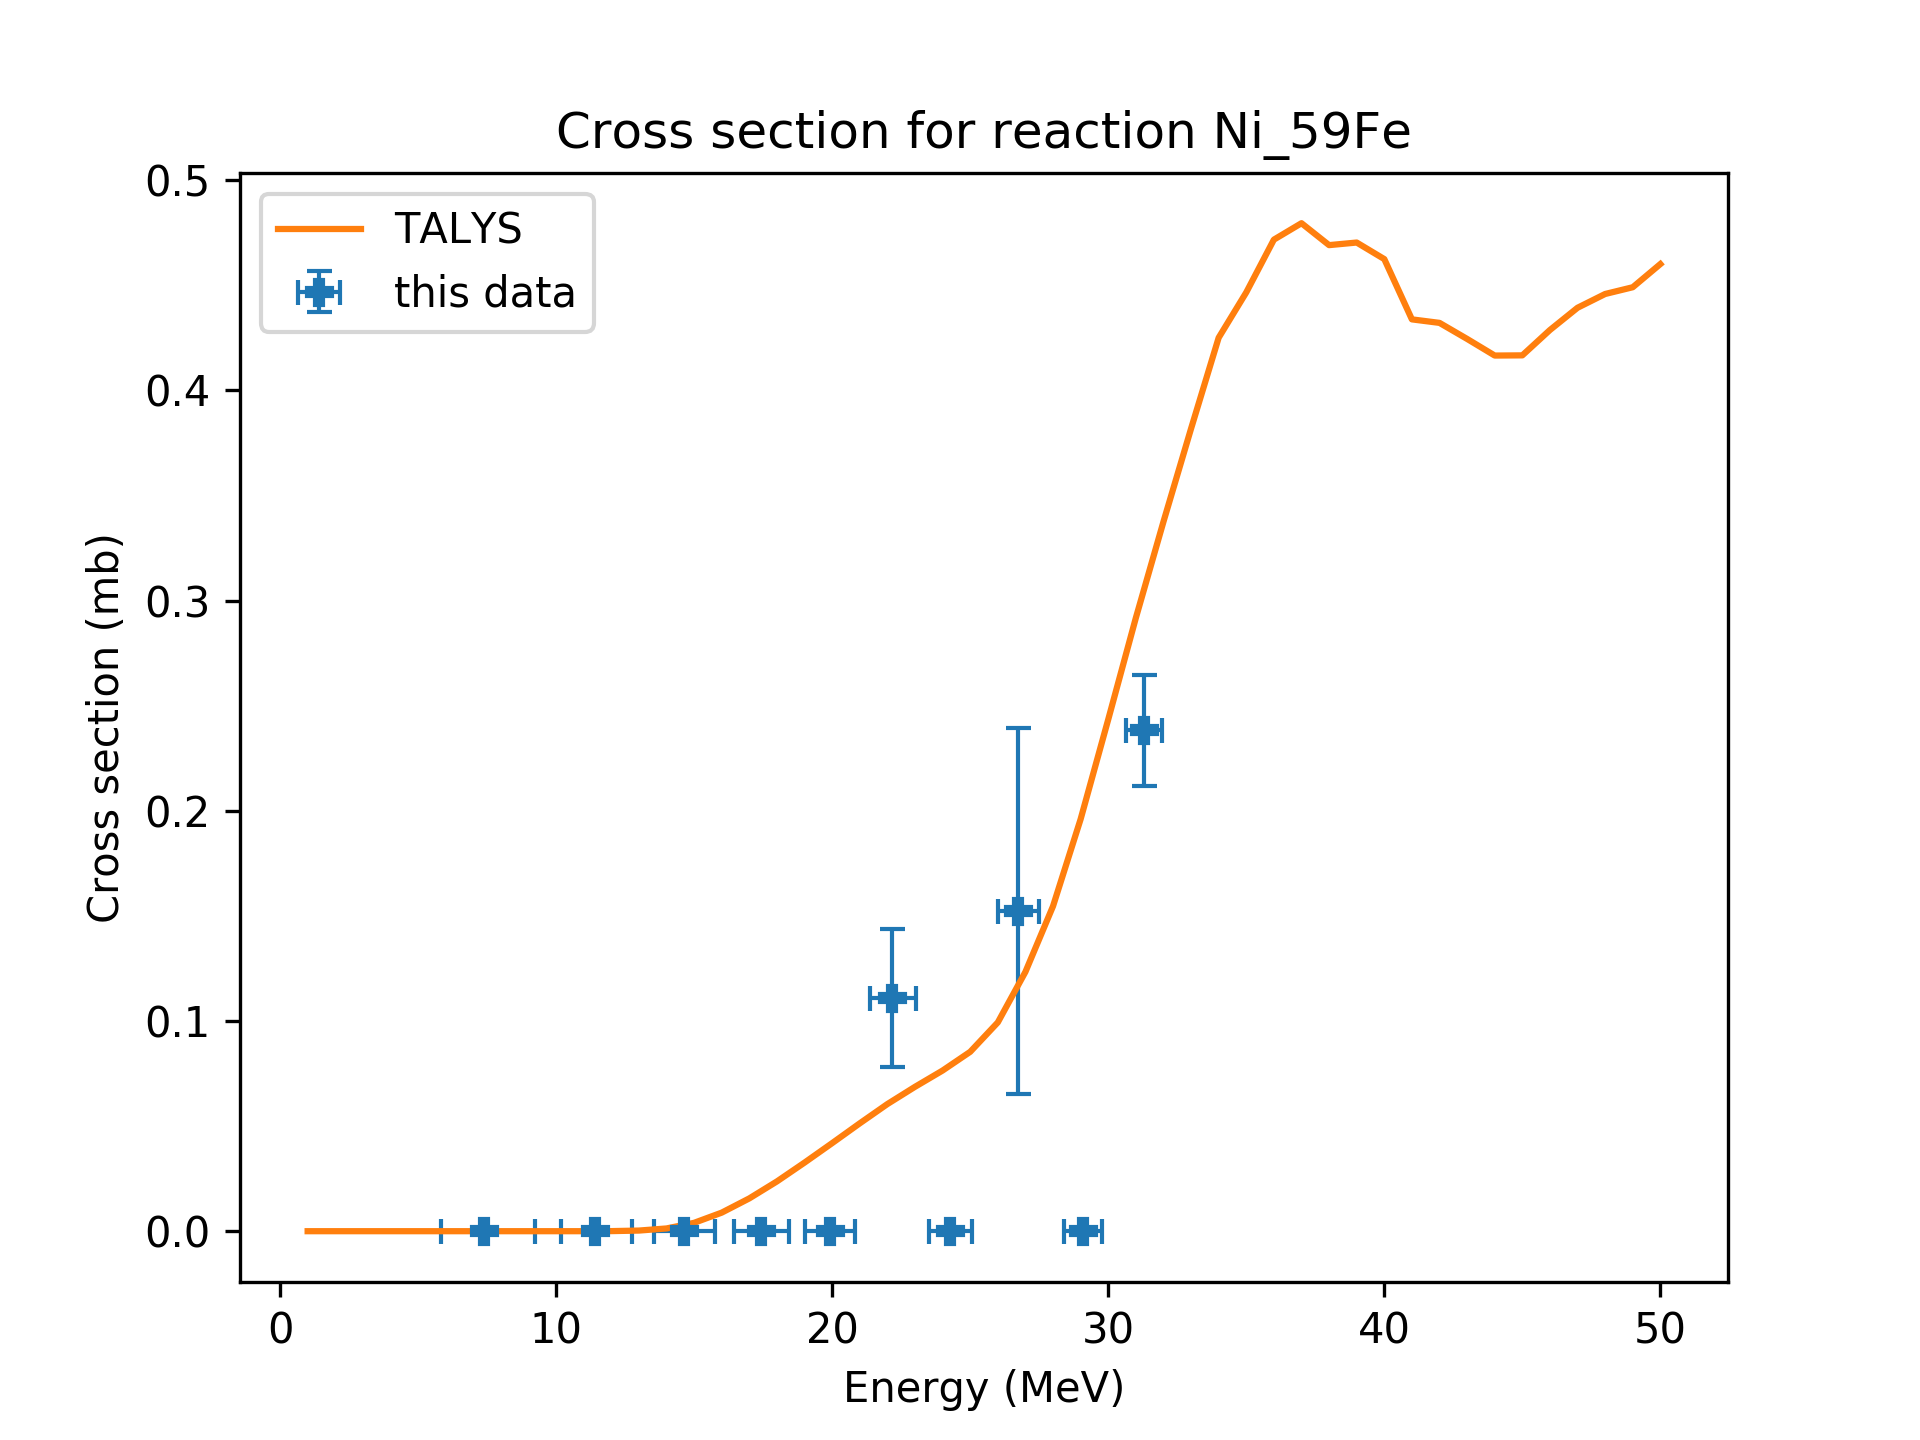 Cross section for reaction Ni_59Fe
TALYS
this data
Cross section (mb)
0.5
0.4
0.3
0.2
0.1
0.0
0 10 20 30 40 50
Energy (MeV)